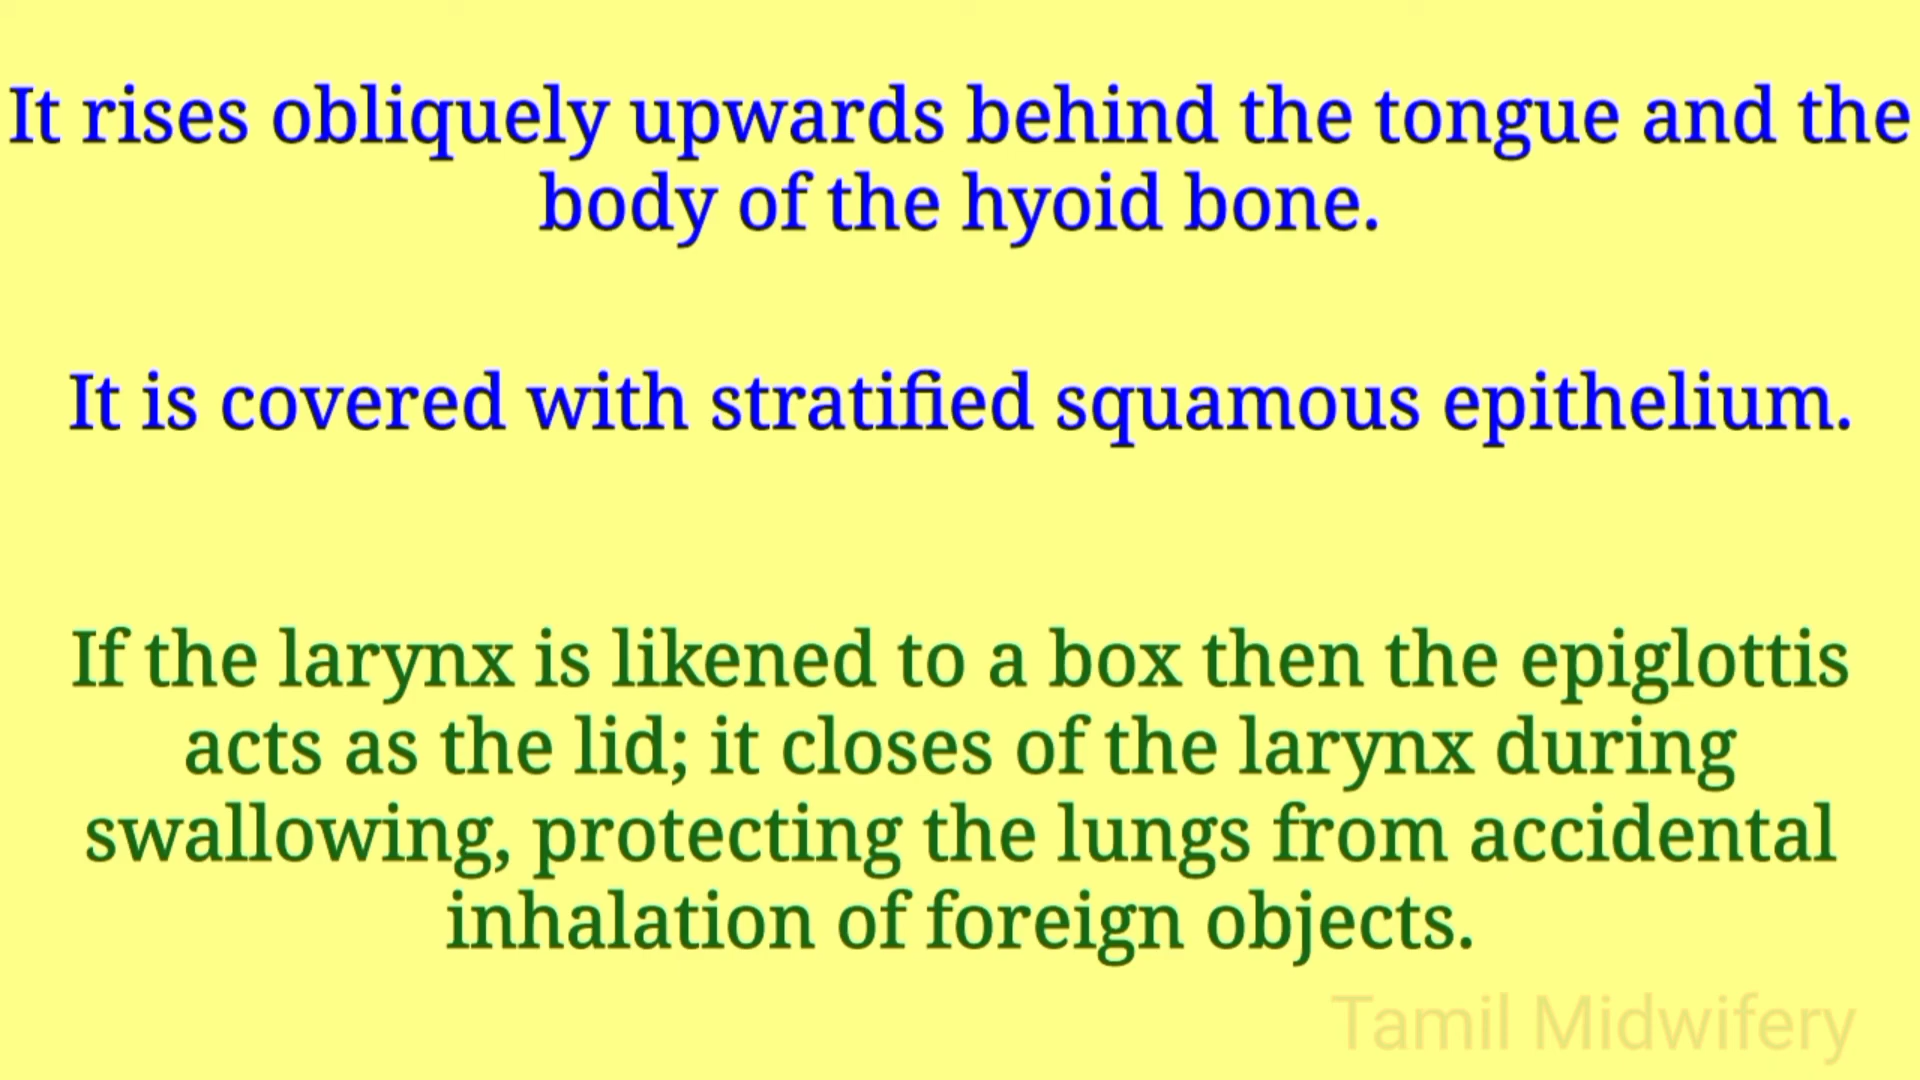 It rises obliquely upwards behind the tongue and the
body of the hyoid bone.
It is covered with stratified squamous epithelium.
If the larynx is likened to a box then the epiglottis
acts as the lid; it closes of the larynx during
swallowing, protecting the lungs from accidental
inhalation of foreign objects.
Tamil Midwifery